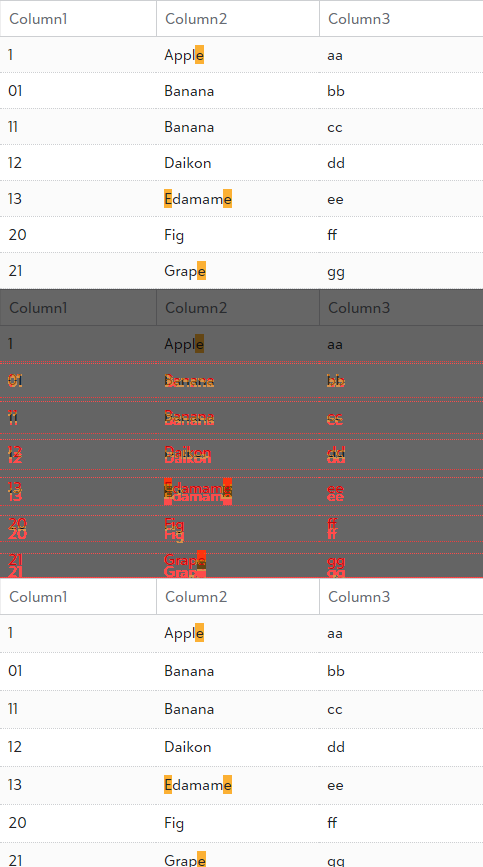 Column1 Column2 Column3
1 Apple aa
01 Banana bb
11 Banana cc
12 Daikon dd
13 Edamame ee
20 Fig ff
21 Grape gg
Column1 Column2 Column3
1 Apple aa
01 Banana bb
11 Banana cc
12 Daikon dd
13 Edamame ee
20 Fig ff
21 Grape gg
Column1 Column2 Column3
1 Apple aa
01 Banana bb
11 Banana cc
12 Daikon dd
13 Edamame ee
20 Fig ff
21 Grape gg